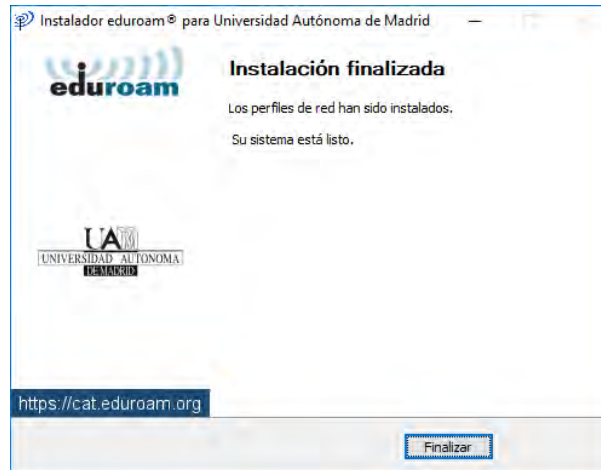 Instalador eduroam® para Universidad Autónoma de Madrid
eduroam
Instalación finalizada
Los perfiles de red han sido instalados.
Su sistema está listo.
UAM
UNIVERSIDAD AUTONOMA
DE MADRID
https://cat.eduroam.org
Finalizar